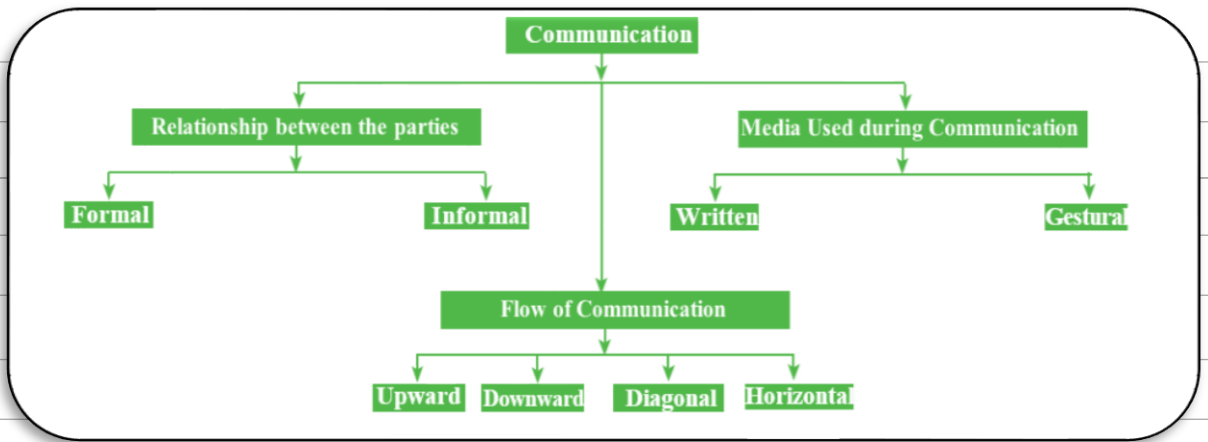 Communication
Relationship between the parties
Media Used during Communication
Formal
Informal
Written
Gestural
Flow of Communication
Upward
Downward
Diagonal
Horizontal